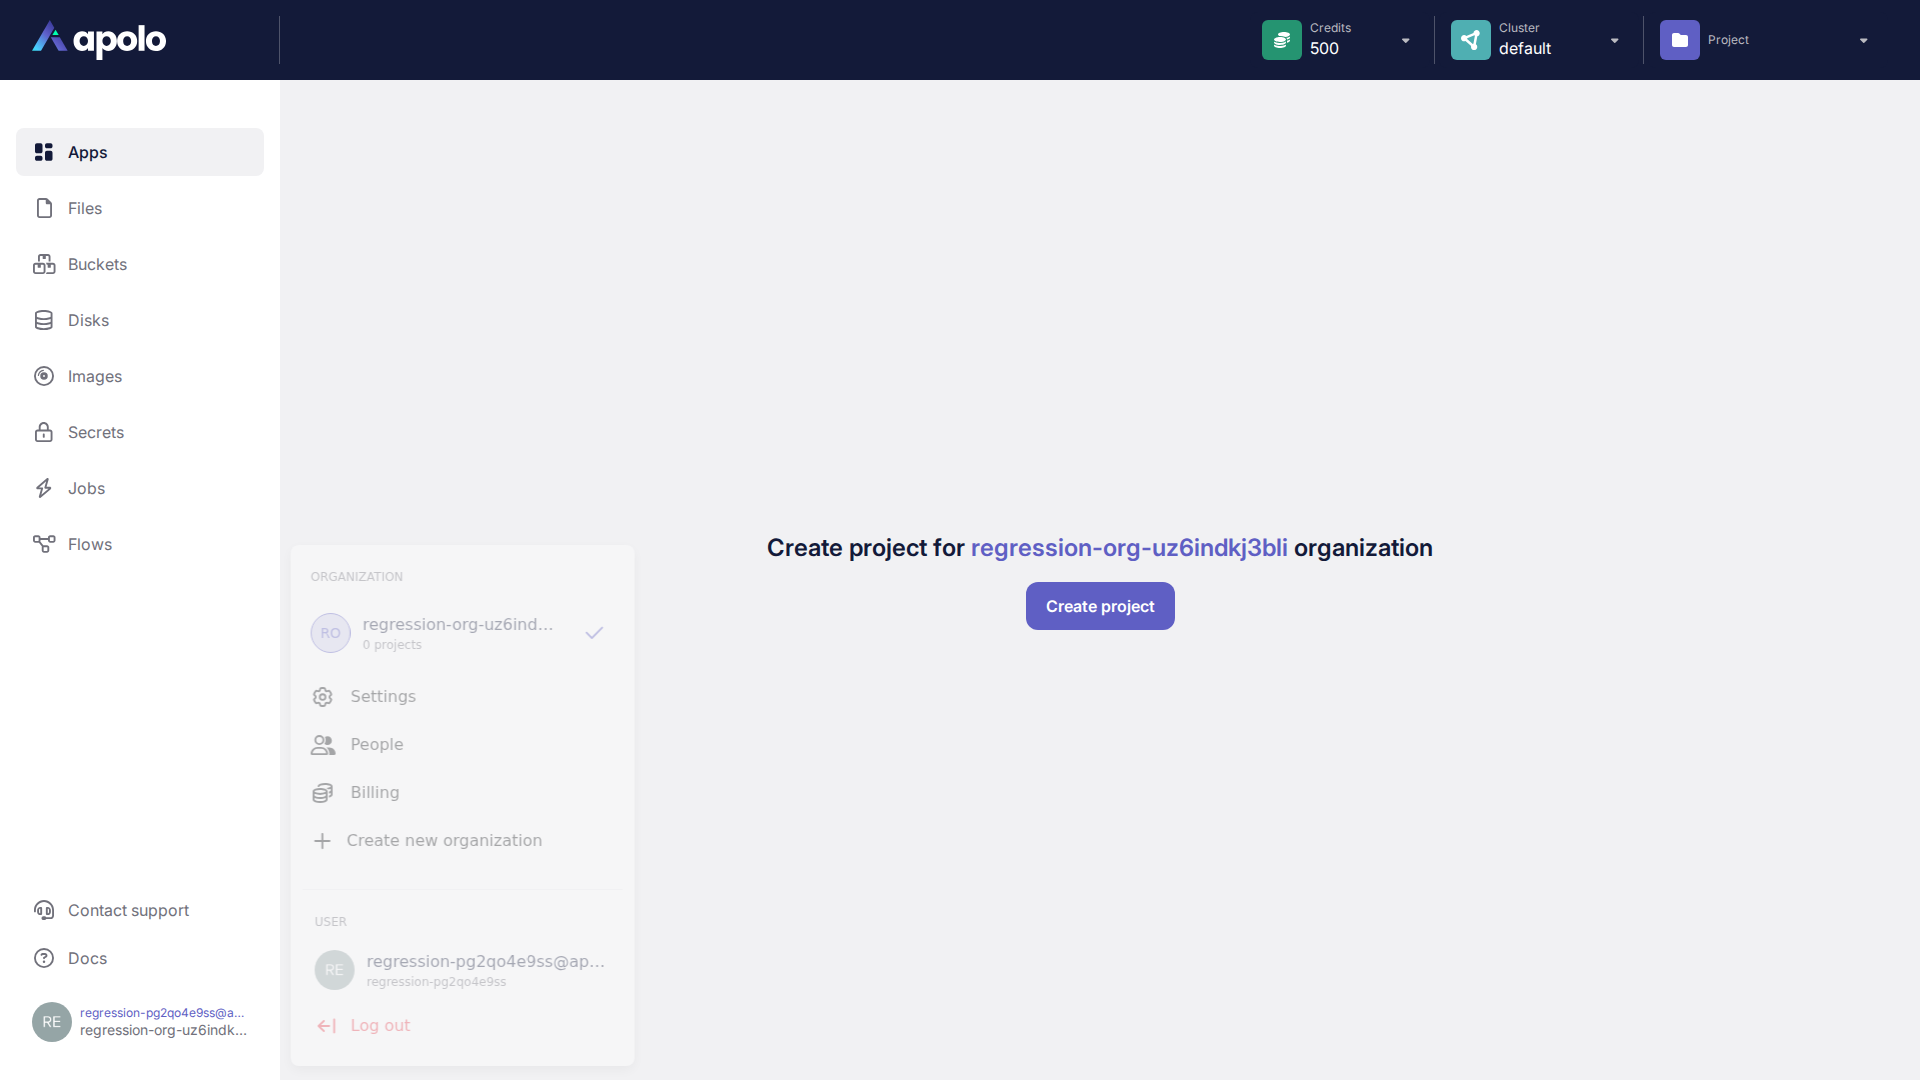 apolo
Credits
500
Cluster
default
Project
Apps
Files
Buckets
Disks
Images
Secrets
Jobs
Flows
Contact support
Docs
RE
regression-pg2qo4e9ss@a...
regression-org-uz6indk...
ORGANIZATION
RO
regression-org-uz6ind...
0 projects
Settings
People
Billing
Create new organization
USER
RE
regression-pg2qo4e9ss@ap...
regression-pg2qo4e9ss
Log out
Create project for regression-org-uz6indkj3bli organization
Create project